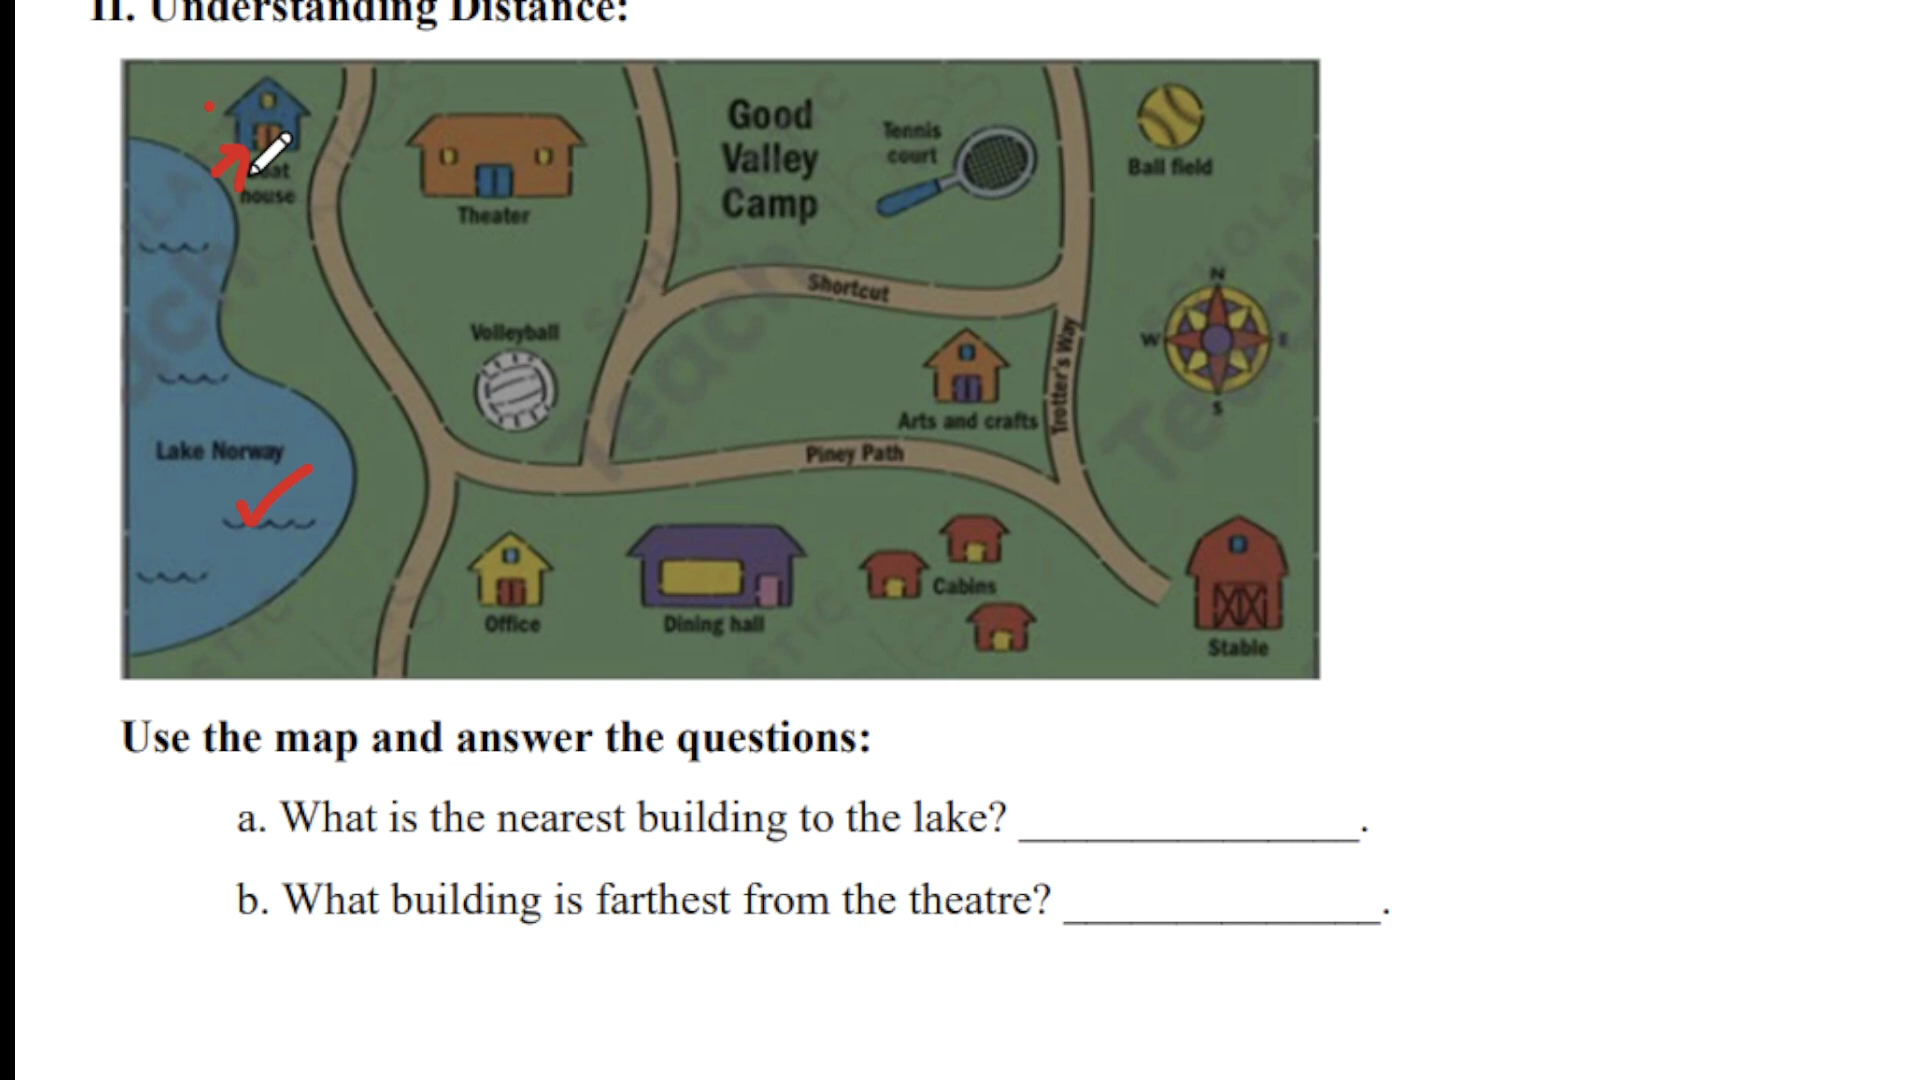 II. Understanding Distance:
Good
Valley
Camp
Tennis
court
Ball field
house
Theater
N
Shortcut
Volleyball
W
E
Trotter's Way
S
Arts and crafts
Lake Norway
Piney Path
Cabins
Office
Dining hall
Stable
Use the map and answer the questions:
a. What is the nearest building to the lake? _______________.
b. What building is farthest from the theatre? ______________.